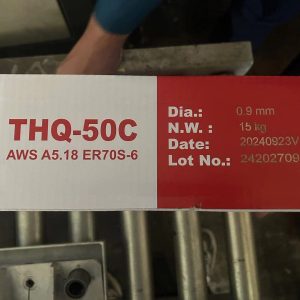 THQ-50C
AWS A5.18 ER70S-6
Dia.: 0.9 mm
N.W. : 15 kg
Date: 20240923V
Lot No.: 24202709